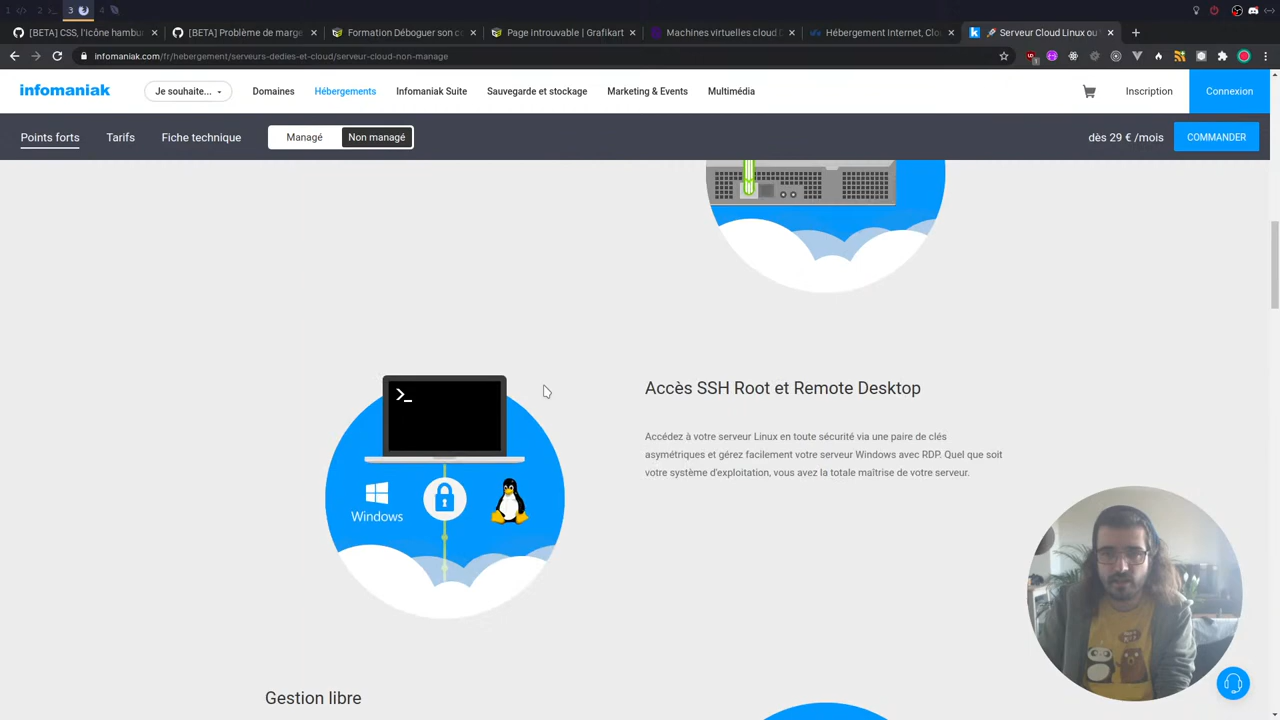 1
2
3
4
[BETA] CSS, l'icône hambu
[BETA] Problème de marge
Formation Déboguer son c
Page introuvable | Grafikart
Machines virtuelles cloud
Hébergement Internet, Clo
Serveur Cloud Linux ou
infomaniak.com/fr/hebergement/serveurs-dedies-et-cloud/serveur-cloud-non-manage
infomaniak
Je souhaite...
Domaines
Hébergements
Infomaniak Suite
Sauvegarde et stockage
Marketing & Events
Multimédia
Inscription
Connexion
Points forts
Tarifs
Fiche technique
Managé
Non managé
dès 29 € /mois
COMMANDER
>_
Windows
Accès SSH Root et Remote Desktop
Accédez à votre serveur Linux en toute sécurité via une paire de clés
asymétriques et gérez facilement votre serveur Windows avec RDP. Quel que soit
votre système d'exploitation, vous avez la totale maîtrise de votre serveur.
Gestion libre